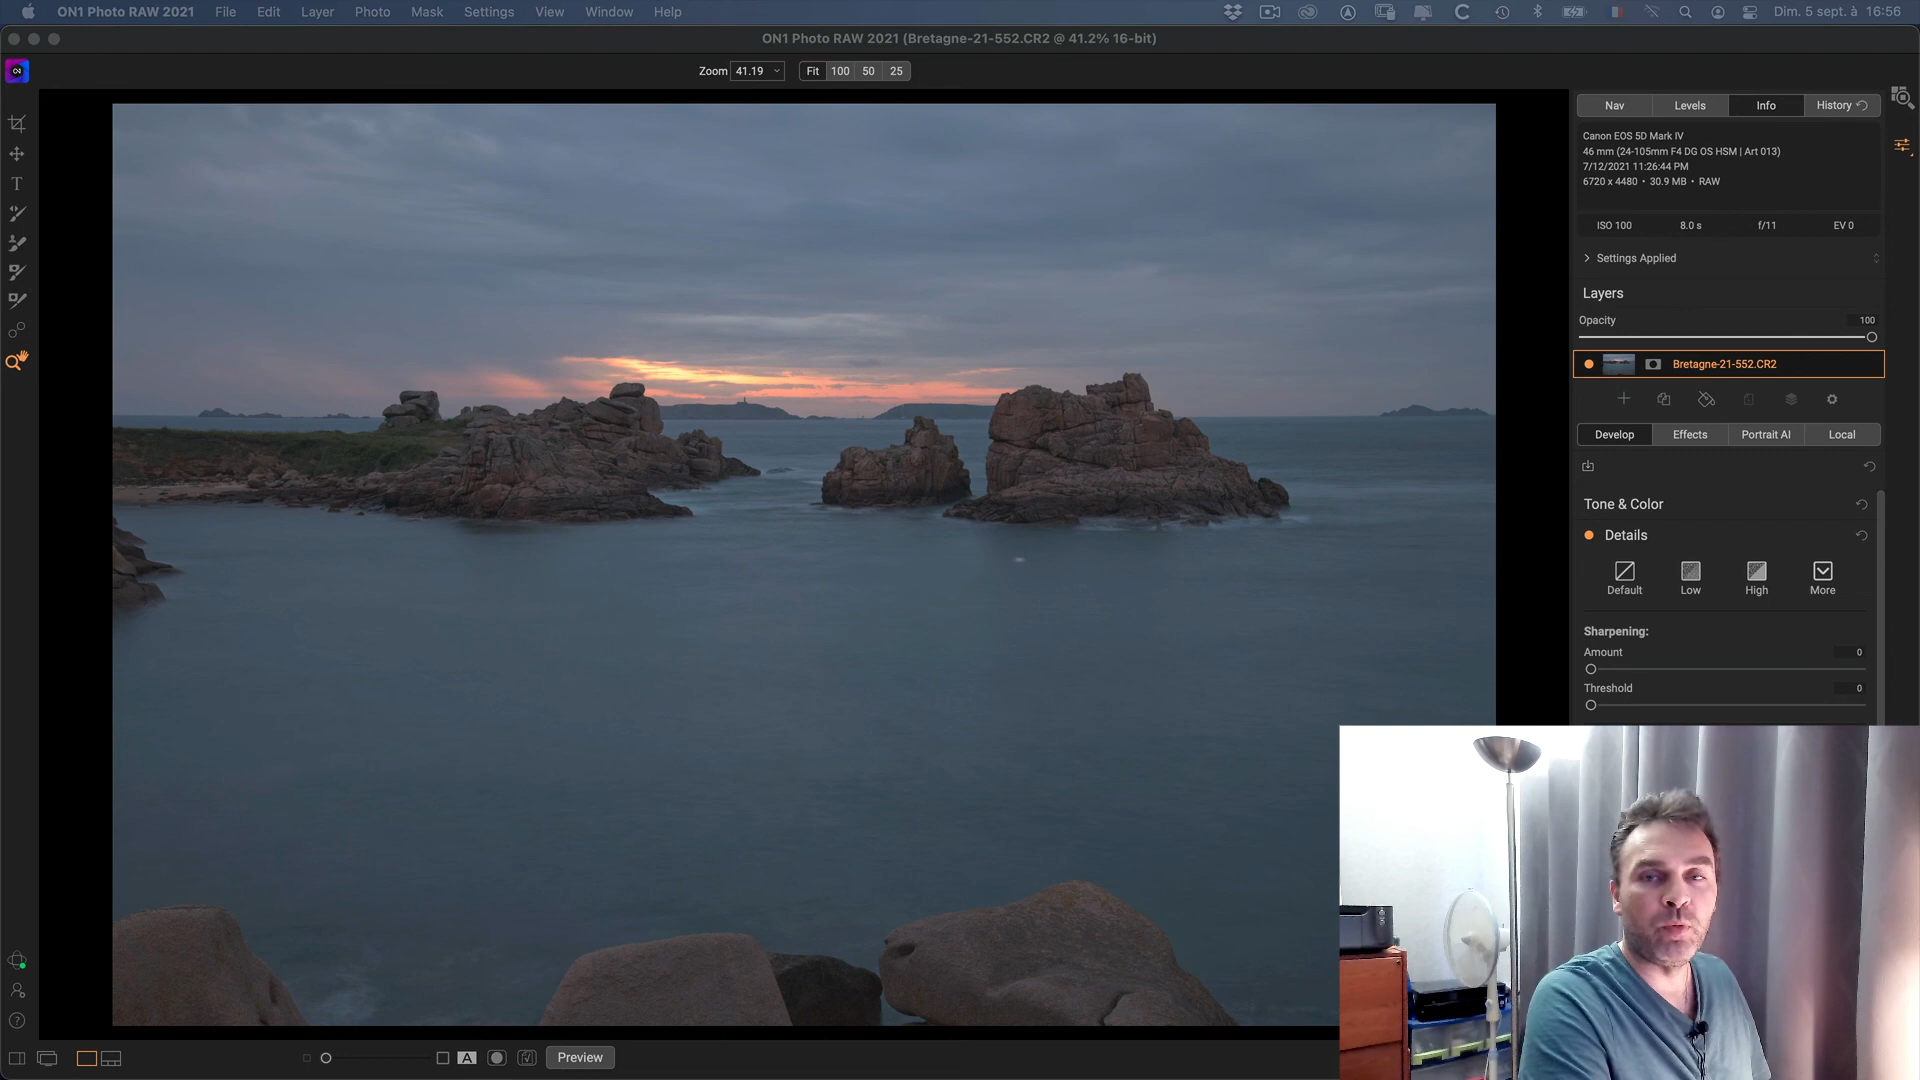 ON1 Photo RAW 2021 File Edit Layer Photo Mask Settings View Window Help Dim. 5 sept. à 16:56
ON1 Photo RAW 2021 (Bretagne-21-552.CR2 @ 41.2% 16-bit)
Zoom 41.19 Fit 100 50 25
Nav Levels Info History
Canon EOS 5D Mark IV
46 mm (24-105mm F4 DG OS HSM | Art 013)
7/12/2021 11:26:44 PM
6720 x 4480 • 30.9 MB • RAW
ISO 100 8.0 s f/11 EV 0
Settings Applied
Layers
Opacity 100
Bretagne-21-552.CR2
Develop Effects Portrait AI Local
Tone & Color
Details
Default Low High More
Sharpening:
Amount 0
Threshold 0
A Preview